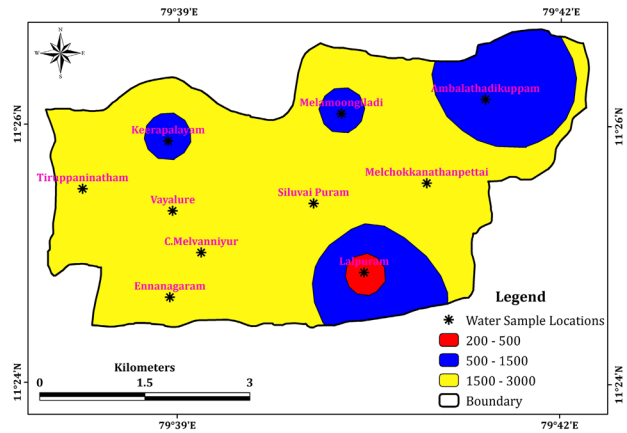 79°39'E 79°42'E
N
W E
S
11°26'N 11°26'N
Ambalathadikuppam
Melamoongiladi
Keerapalayam
Melchokkanathanpettai
Tiruppaninatham
Siluvai Puram
Vayalure
C.Melvanniyur
Lalpuram
Ennanagaram
Legend
Water Sample Locations
200 - 500
500 - 1500
1500 - 3000
Boundary
Kilometers
0 1.5 3
11°24'N 11°24'N
79°39'E 79°42'E